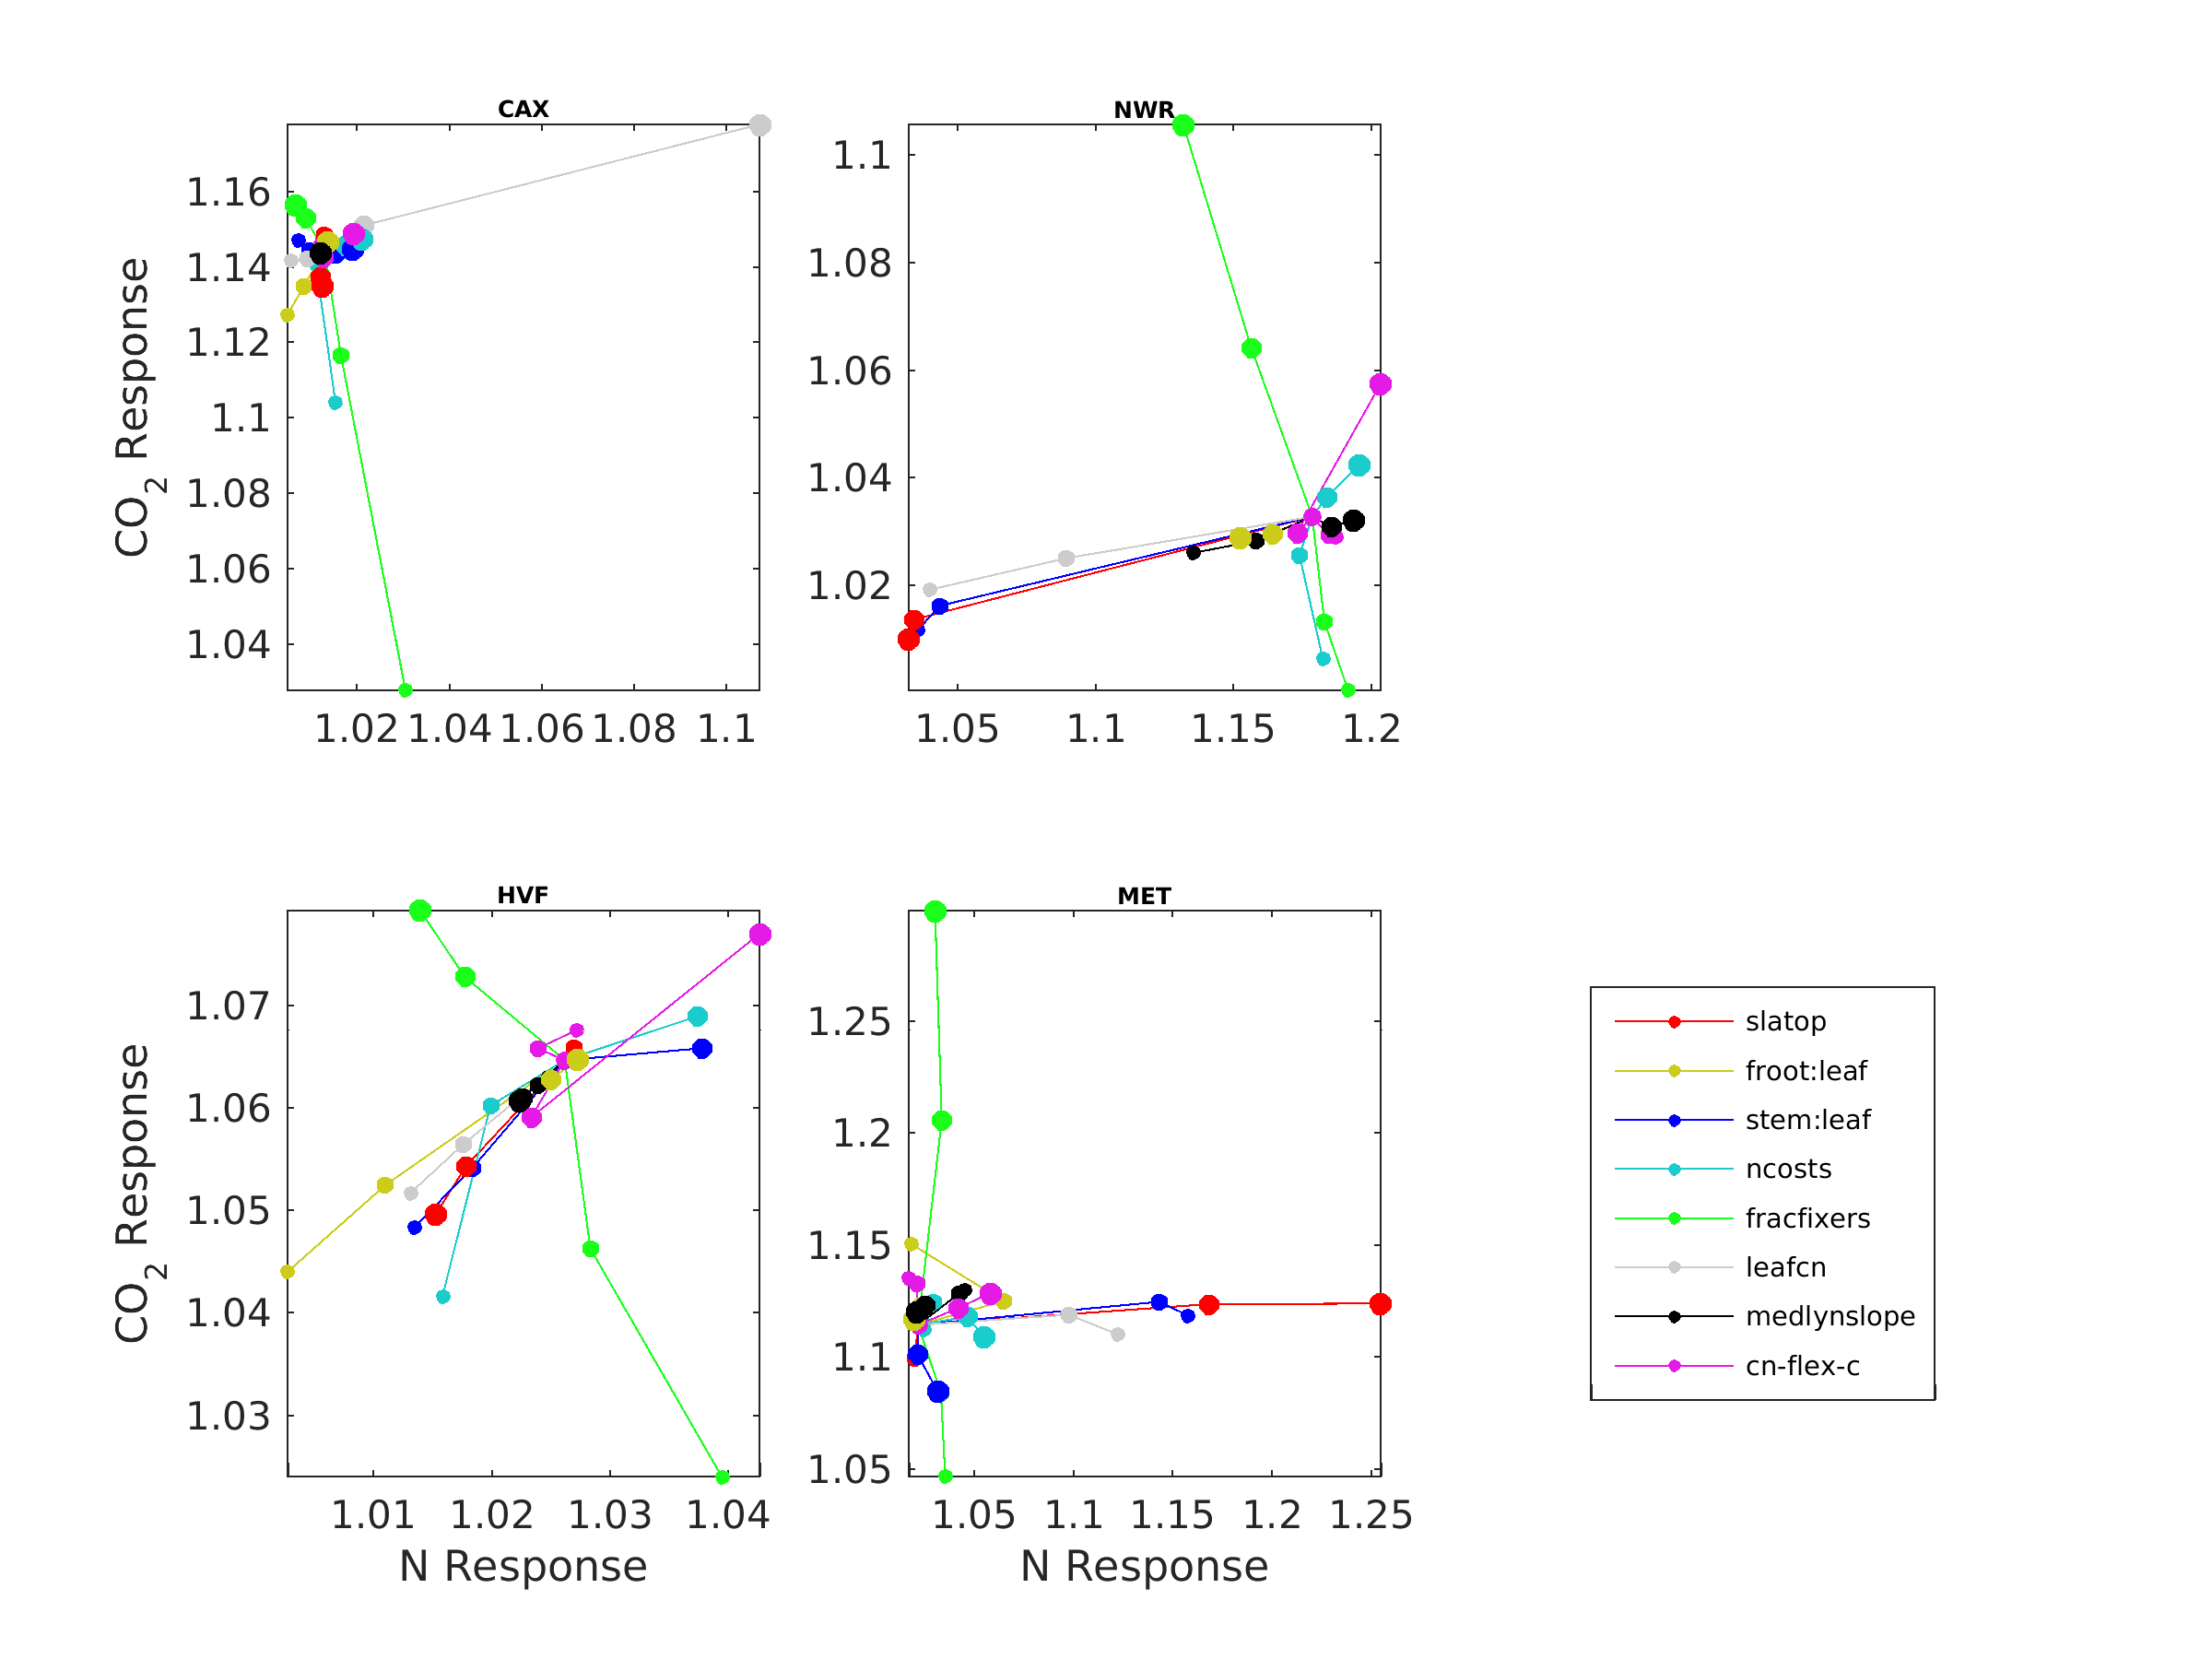 CAX
NWR
1.16
1.14
1.12
1.1
1.08
1.06
1.04
CO2 Response
1.02 1.04 1.06 1.08 1.1
1.1
1.08
1.06
1.04
1.02
1.05 1.1 1.15 1.2
HVF
MET
1.07
1.06
1.05
1.04
1.03
CO2 Response
1.01 1.02 1.03 1.04
N Response
1.25
1.2
1.15
1.1
1.05
1.05 1.1 1.15 1.2 1.25
N Response
slatop
froot:leaf
stem:leaf
ncosts
fracfixers
leafcn
medlynslope
cn-flex-c